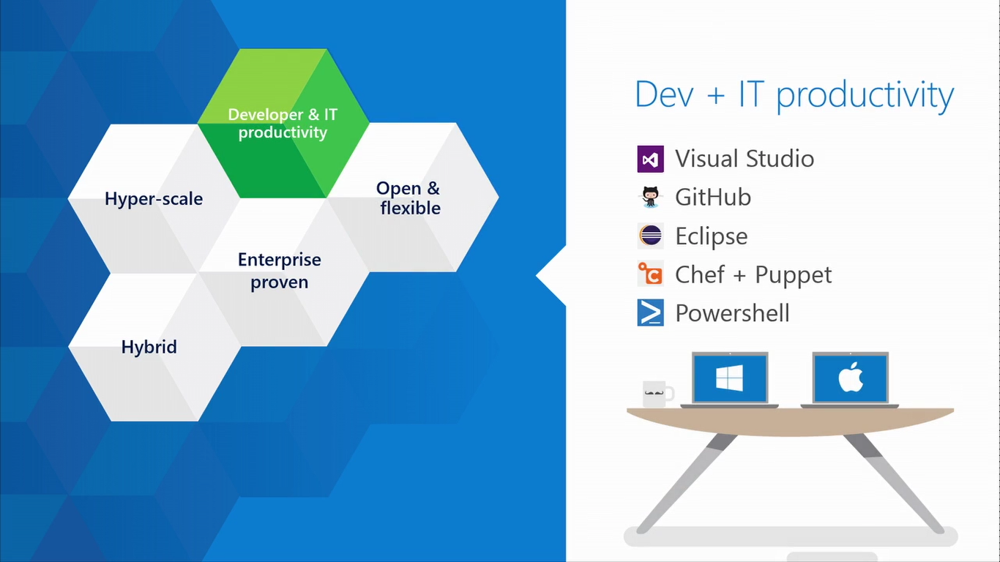 Developer & IT
productivity
Hyper-scale
Open &
flexible
Enterprise
proven
Hybrid
Dev + IT productivity
Visual Studio
GitHub
Eclipse
Chef + Puppet
Powershell